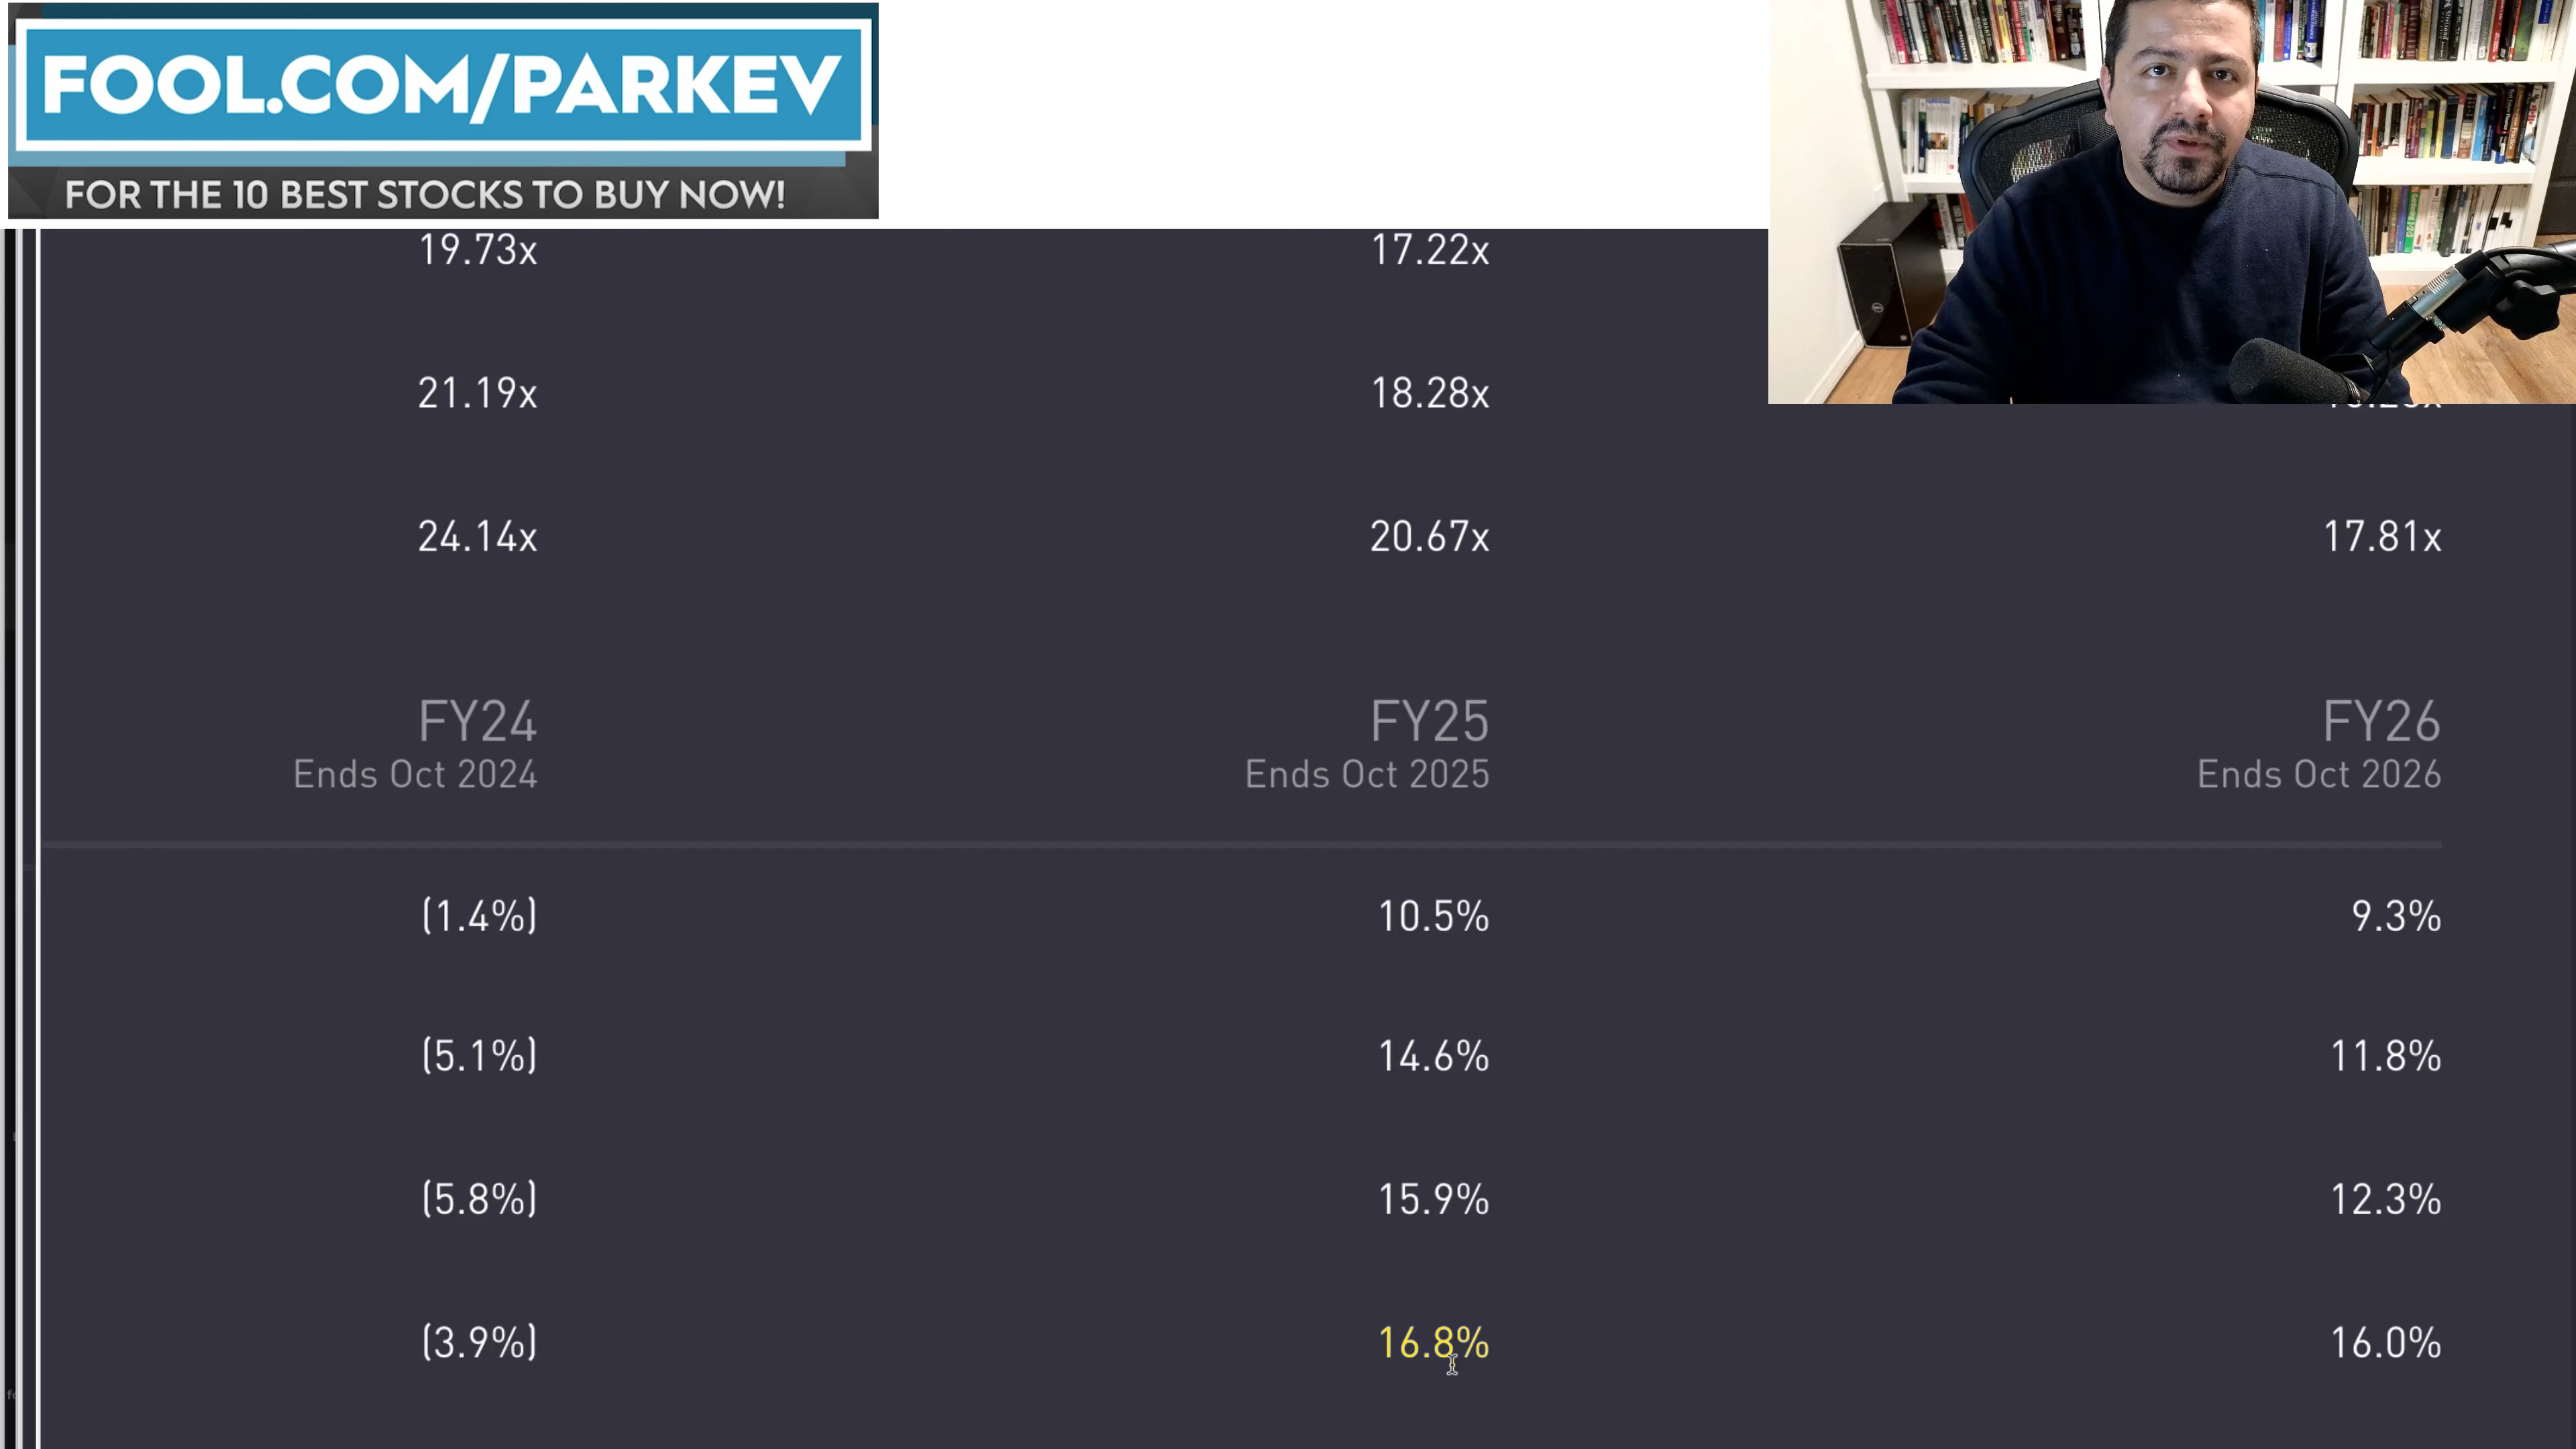 FOOL.COM/PARKEV
FOR THE 10 BEST STOCKS TO BUY NOW!
19.73x 17.22x
21.19x 18.28x
24.14x 20.67x 17.81x
FY24 FY25 FY26
Ends Oct 2024 Ends Oct 2025 Ends Oct 2026
(1.4%) 10.5% 9.3%
(5.1%) 14.6% 11.8%
(5.8%) 15.9% 12.3%
(3.9%) 16.8% 16.0%